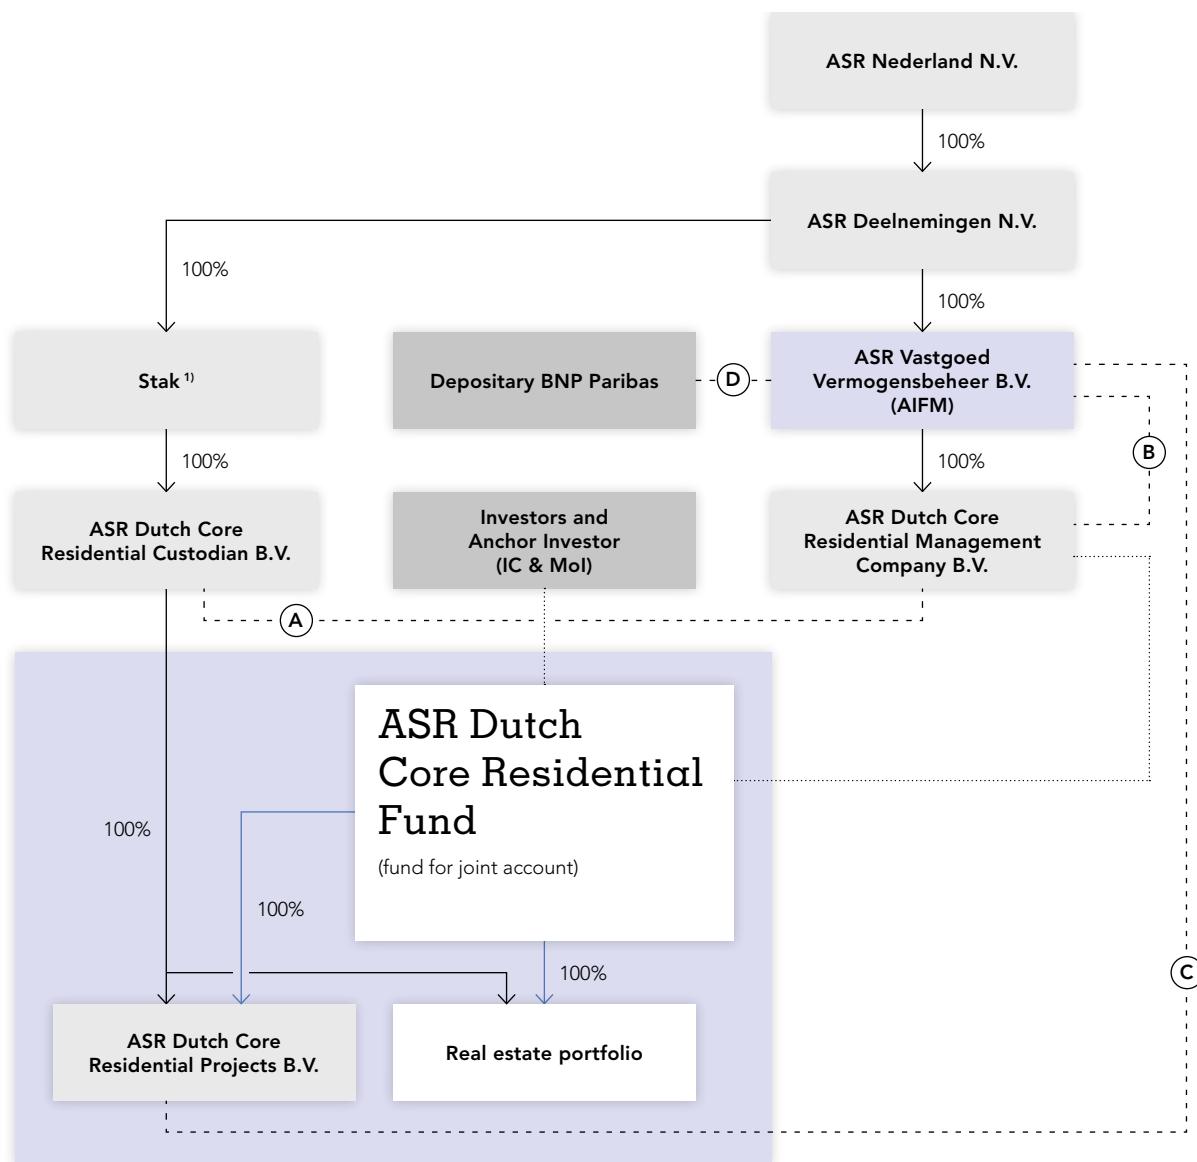 ASR Nederland N.V.
100%
ASR Deelnemingen N.V.
100%
100%
Stak 1)
Depositary BNP Paribas
D
ASR Vastgoed
Vermogensbeheer B.V.
(AIFM)
B
100%
100%
ASR Dutch Core
Residential Custodian B.V.
Investors and
Anchor Investor
(IC & MoI)
ASR Dutch Core
Residential Management
Company B.V.
A
ASR Dutch
Core Residential
Fund
(fund for joint account)
100%
100%
100%
C
ASR Dutch Core
Residential Projects B.V.
Real estate portfolio